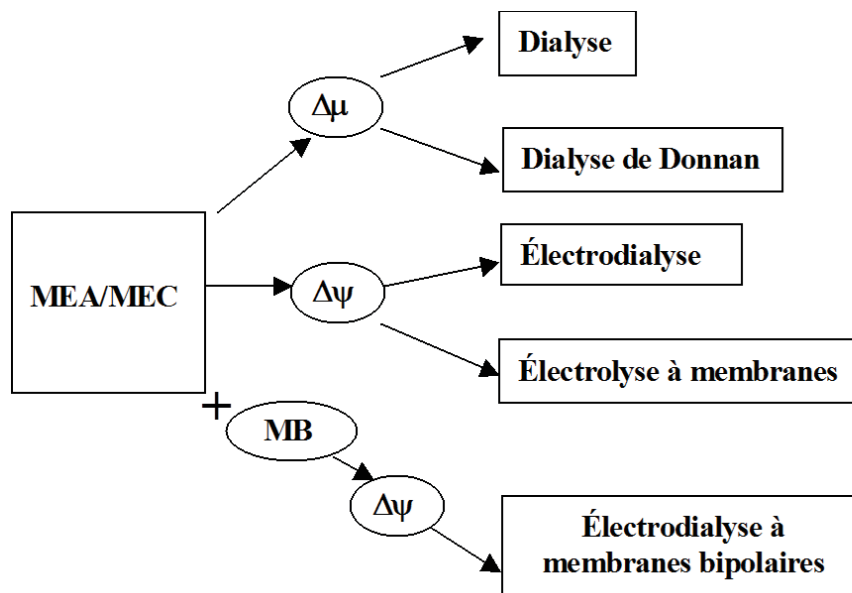 Dialyse
Δμ
Dialyse de Donnan
MEA/MEC
Électrodialyse
Δψ
Électrolyse à membranes
+
MB
Δψ
Électrodialyse à
membranes bipolaires